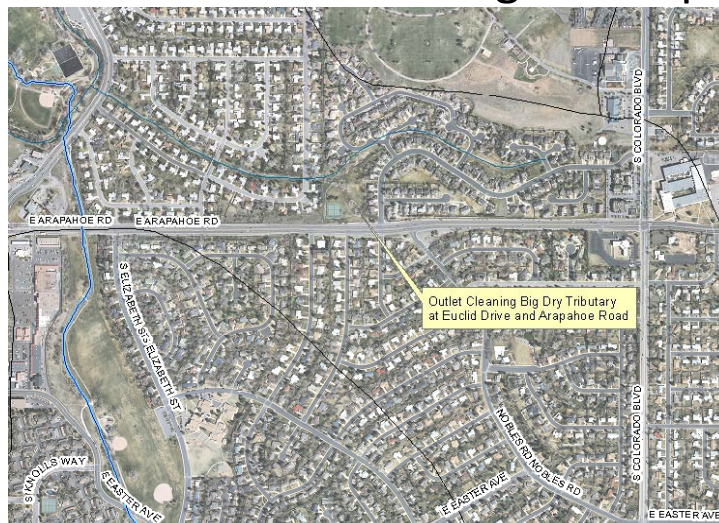 S COLORADO BLVD
E ARAPAHOE RD
E ARAPAHOE RD
Outlet Cleaning Big Dry Tributary
at Euclid Drive and Arapahoe Road
S ELIZABETH ST
S ELIZABETH ST
S COLORADO BLVD
NOBLES RD
NOBLES RD
S KNOLLS WAY
E EASTER AVE
E EASTER AVE
E EASTER AVE